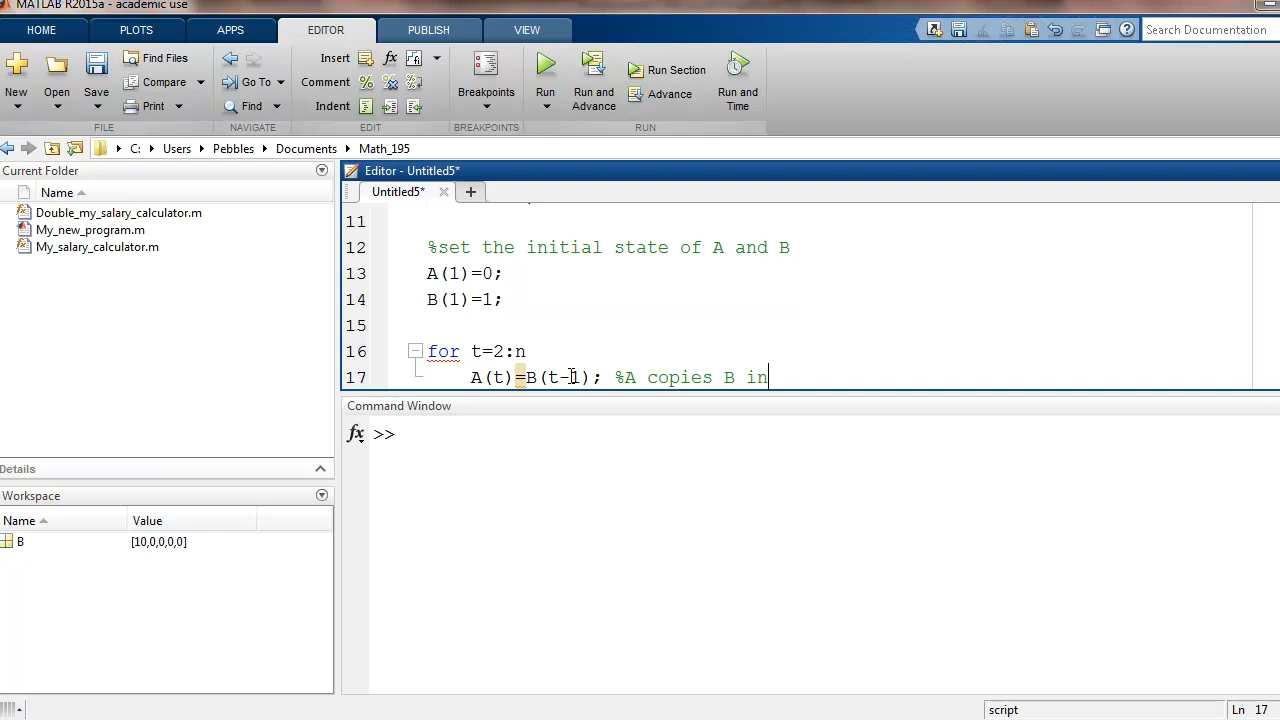 MATLAB R2015a - academic use
HOME PLOTS APPS EDITOR PUBLISH VIEW
Search Documentation
New Open Save
Find Files
Compare
Print
Go To
Find
Insert fx
Comment
Indent
Breakpoints
Run
Run and Advance
Run Section
Advance
Run and Time
FILE NAVIGATE EDIT BREAKPOINTS RUN
C: Users Pebbles Documents Math_195
Current Folder
Name
Double_my_salary_calculator.m
My_new_program.m
My_salary_calculator.m
Details
Workspace
Name Value
B [10,0,0,0,0]
Editor - Untitled5*
Untitled5* +
11
12 %set the initial state of A and B
13 A(1)=0;
14 B(1)=1;
15
16 for t=2:n
17 A(t)=B(t-1); %A copies B in
Command Window
fx >>
script Ln 17